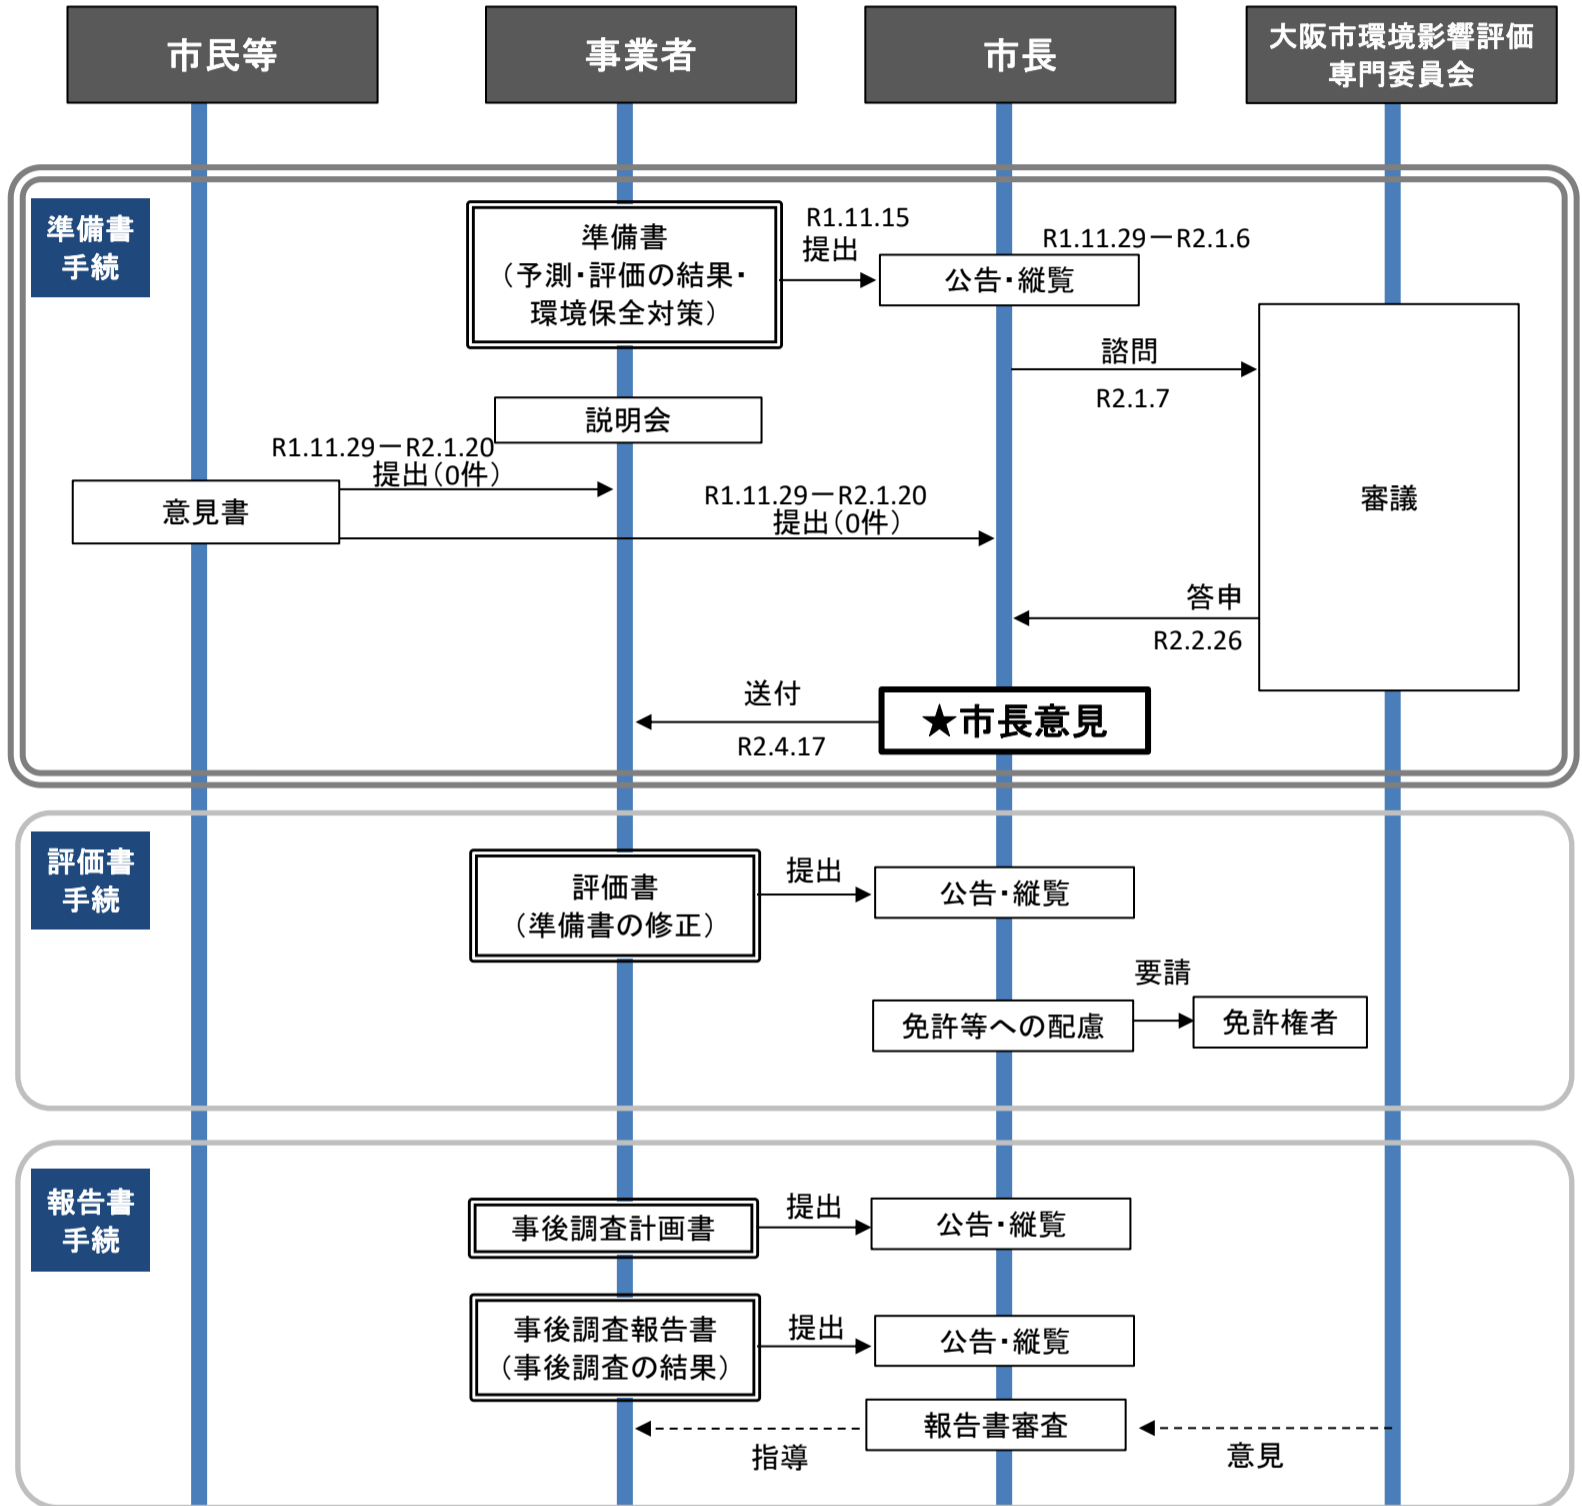 市民等
事業者
市長
大阪市環境影響評価
専門委員会
準備書
手続
準備書
（予測・評価の結果・
環境保全対策）
R1.11.15
提出
R1.11.29－R2.1.6
公告・縦覧
諮問
R2.1.7
説明会
R1.11.29－R2.1.20
提出（0件）
意見書
R1.11.29－R2.1.20
提出（0件）
審議
答申
R2.2.26
送付
R2.4.17
★市長意見
評価書
手続
評価書
（準備書の修正）
提出
公告・縦覧
要請
免許等への配慮
免許権者
報告書
手続
事後調査計画書
提出
公告・縦覧
事後調査報告書
（事後調査の結果）
提出
公告・縦覧
報告書審査
指導
意見